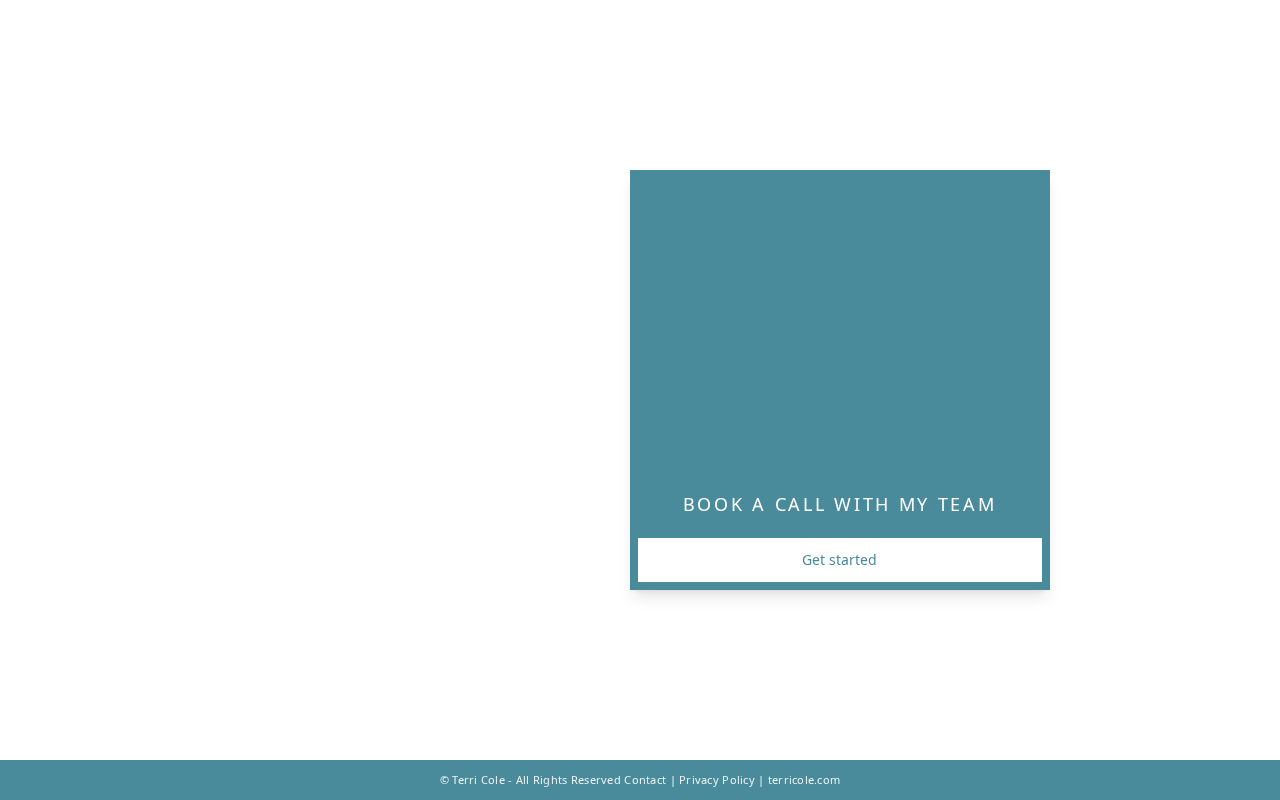 BOOK A CALL WITH MY TEAM
Get started
© Terri Cole - All Rights Reserved Contact | Privacy Policy | terricole.com